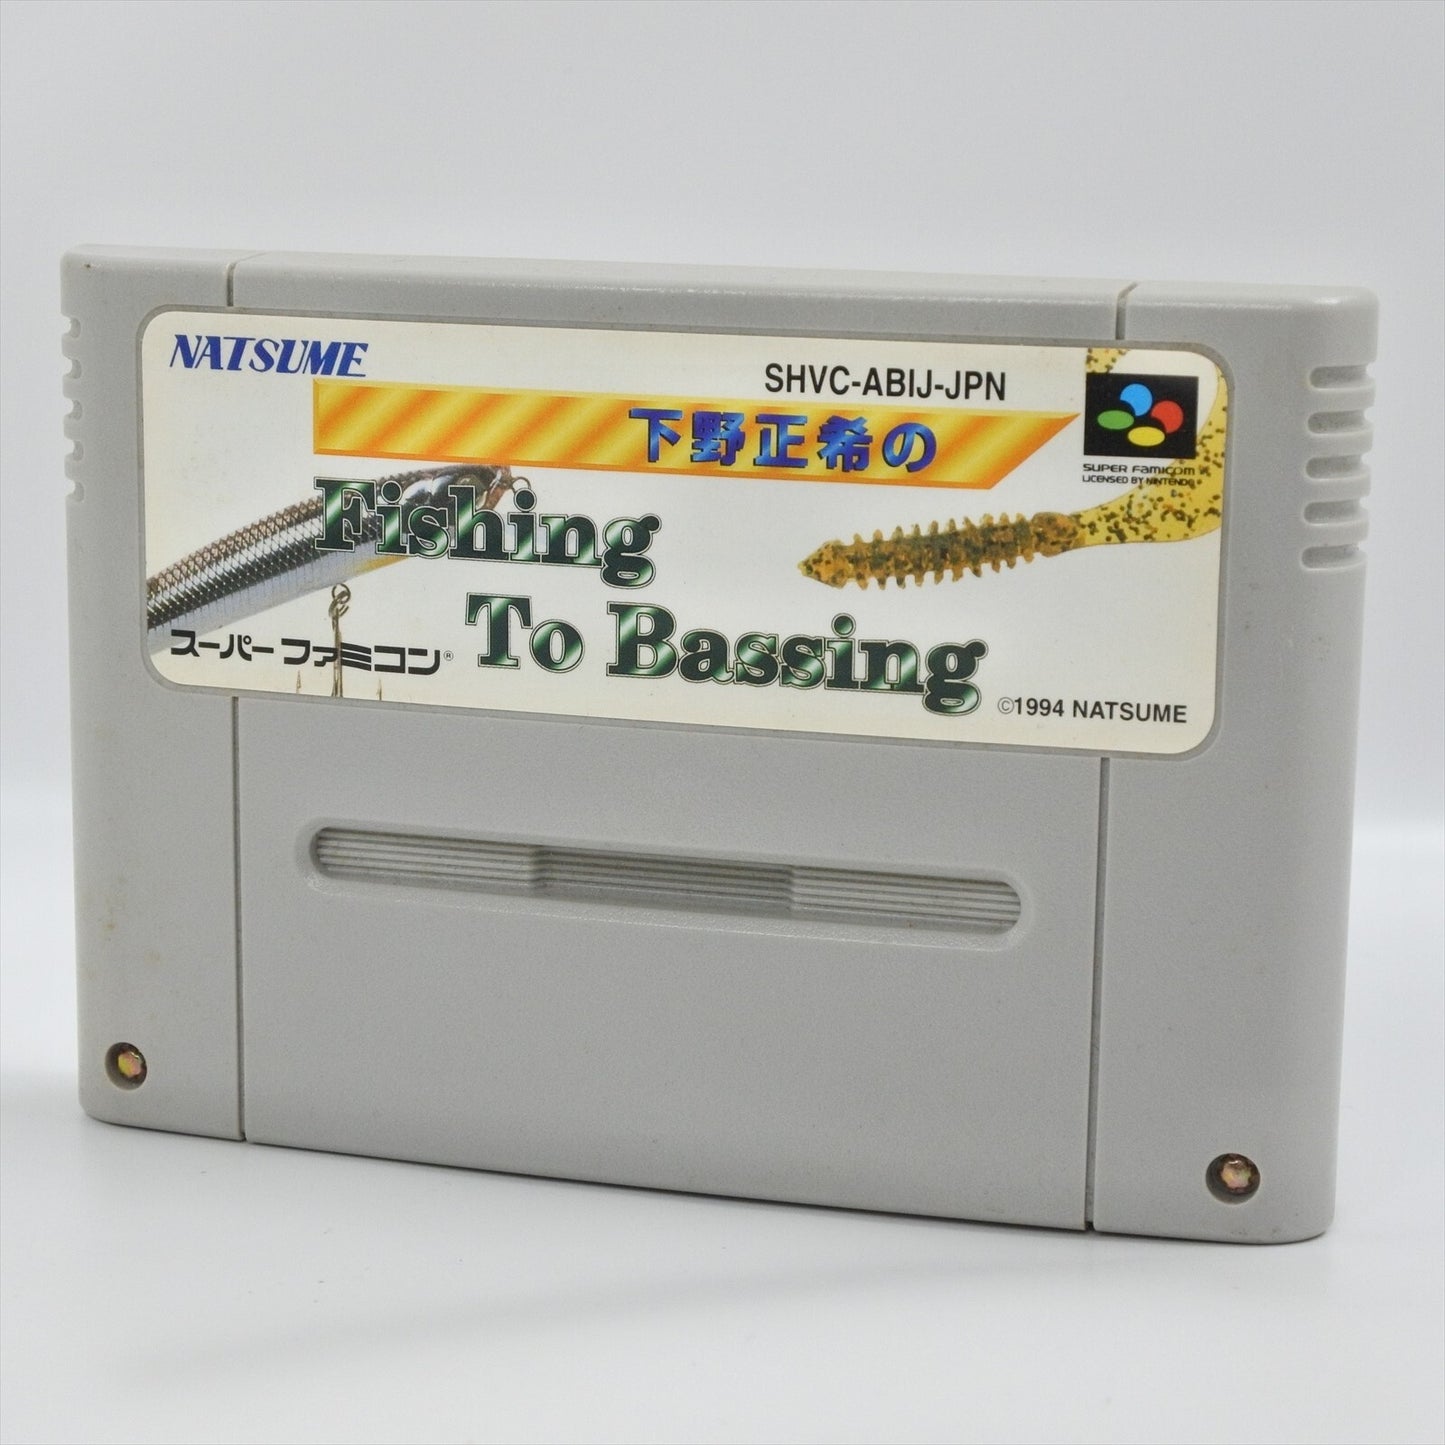 NATSUME
SHVC-ABIJ-JPN
下野正希の
SUPER FAMICOM
LICENSED BY NINTENDO
Fishing
To Bassing
スーパーファミコン®
©1994 NATSUME